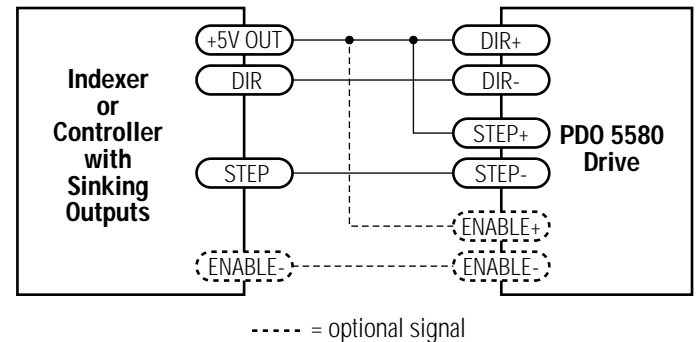 Indexer
or
Controller
with
Sinking
Outputs
+5V OUT
DIR
STEP
ENABLE-
DIR+
DIR-
STEP+
STEP-
ENABLE+
ENABLE-
PDO 5580
Drive
= optional signal